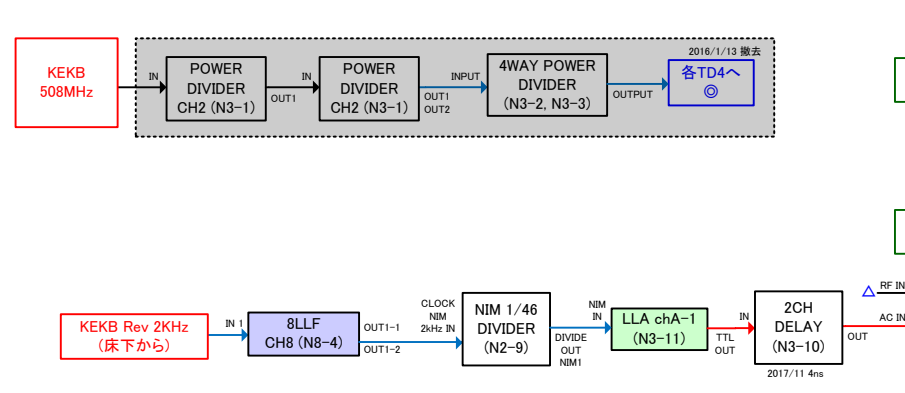 2016/1/13 撤去
KEKB
508MHz
IN
POWER
DIVIDER
CH2 (N3-1)
OUT1
IN
POWER
DIVIDER
CH2 (N3-1)
INPUT
OUT1
OUT2
4WAY POWER
DIVIDER
(N3-2, N3-3)
OUTPUT
各TD4へ
◎
KEKB Rev 2KHz
(床下から)
IN 1
8LLF
CH8 (N8-4)
OUT1-1
OUT1-2
CLOCK
NIM
2kHz IN
NIM 1/46
DIVIDER
(N2-9)
DIVIDE
OUT
NIM1
NIM
IN
LLA chA-1
(N3-11)
TTL
OUT
IN
2CH
DELAY
(N3-10)
2017/11 4ns
OUT
△ RF IN
AC IN